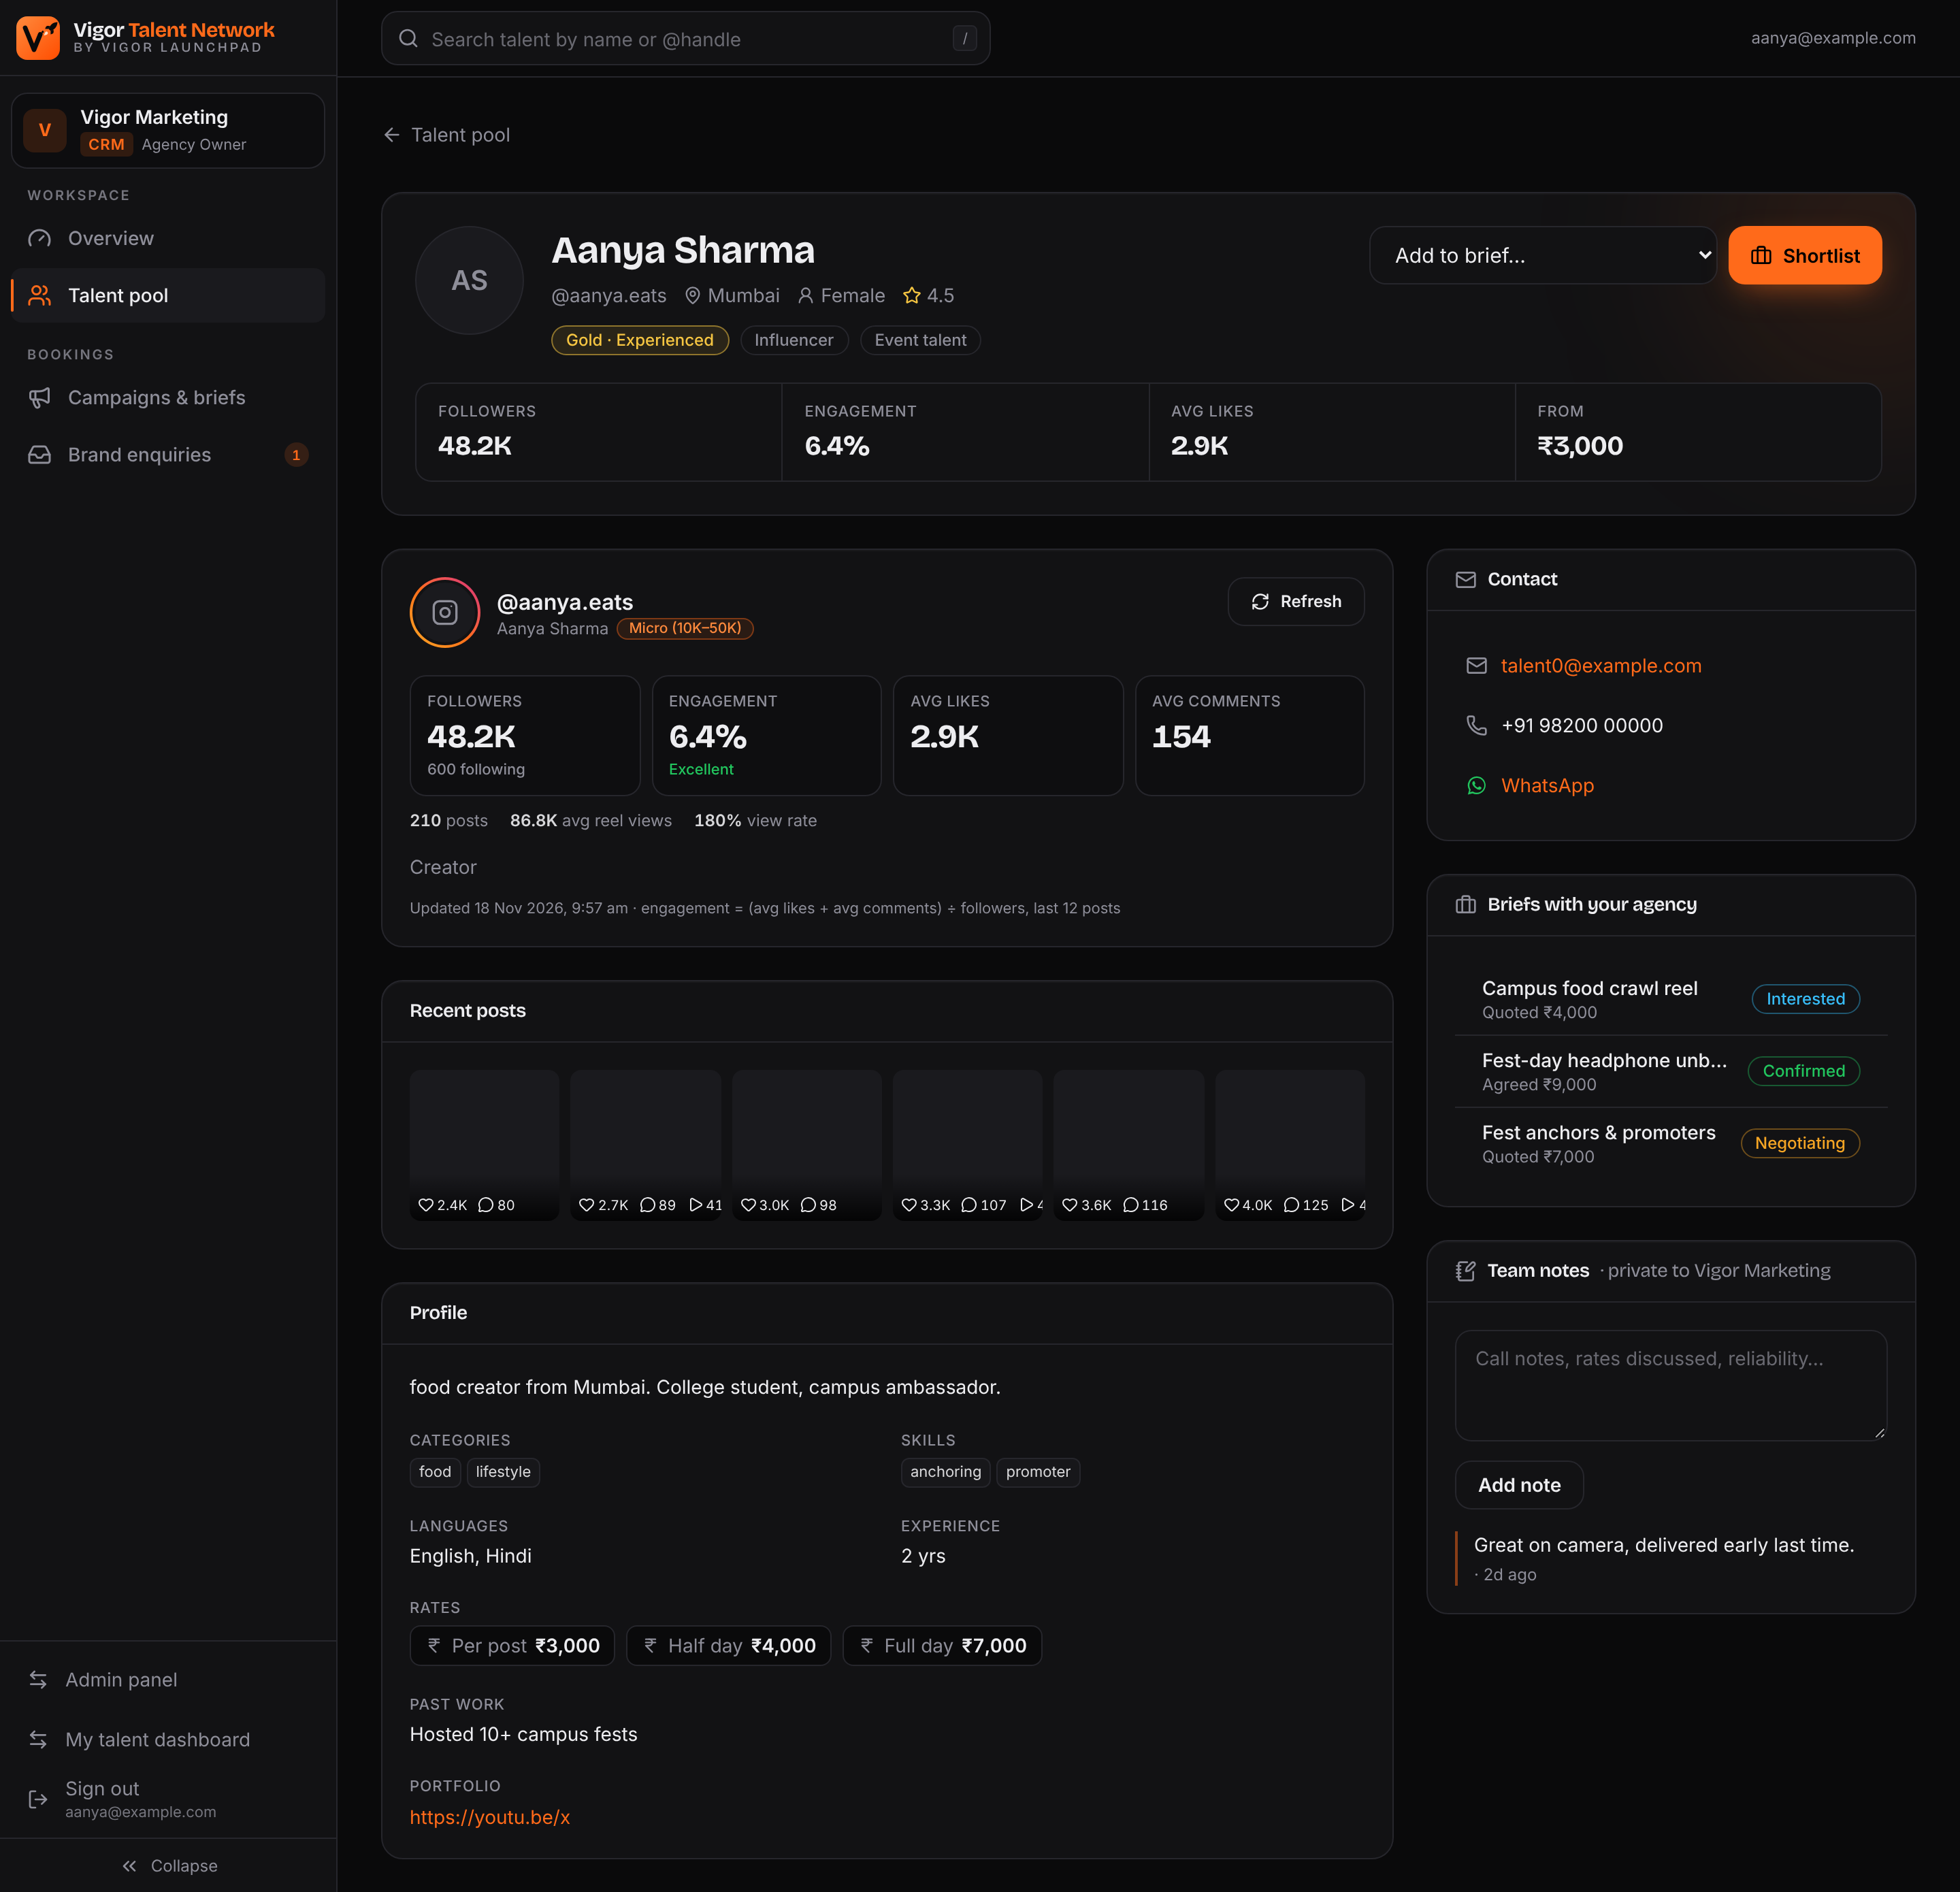 Vigor Talent Network
BY VIGOR LAUNCHPAD
Search talent by name or @handle
/
aanya@example.com
V
Vigor Marketing
CRM Agency Owner
WORKSPACE
Overview
Talent pool
BOOKINGS
Campaigns & briefs
Brand enquiries 1
Admin panel
My talent dashboard
Sign out
aanya@example.com
Collapse
Talent pool
AS
Aanya Sharma
@aanya.eats Mumbai Female 4.5
Gold · Experienced Influencer Event talent
Add to brief...
Shortlist
FOLLOWERS ENGAGEMENT AVG LIKES FROM
48.2K 6.4% 2.9K ₹3,000
@aanya.eats
Aanya Sharma Micro (10K–50K)
Refresh
FOLLOWERS ENGAGEMENT AVG LIKES AVG COMMENTS
48.2K 6.4% 2.9K 154
600 following Excellent
210 posts 86.8K avg reel views 180% view rate
Creator
Updated 18 Nov 2026, 9:57 am · engagement = (avg likes + avg comments) ÷ followers, last 12 posts
Recent posts
2.4K 80 2.7K 89 41 3.0K 98 3.3K 107 4 3.6K 116 4.0K 125 4
Profile
food creator from Mumbai. College student, campus ambassador.
CATEGORIES SKILLS
food lifestyle anchoring promoter
LANGUAGES EXPERIENCE
English, Hindi 2 yrs
RATES
₹ Per post ₹3,000 ₹ Half day ₹4,000 ₹ Full day ₹7,000
PAST WORK
Hosted 10+ campus fests
PORTFOLIO
https://youtu.be/x
Contact
talent0@example.com
+91 98200 00000
WhatsApp
Briefs with your agency
Campus food crawl reel Interested
Quoted ₹4,000
Fest-day headphone unb... Confirmed
Agreed ₹9,000
Fest anchors & promoters Negotiating
Quoted ₹7,000
Team notes · private to Vigor Marketing
Call notes, rates discussed, reliability...
Add note
Great on camera, delivered early last time.
· 2d ago